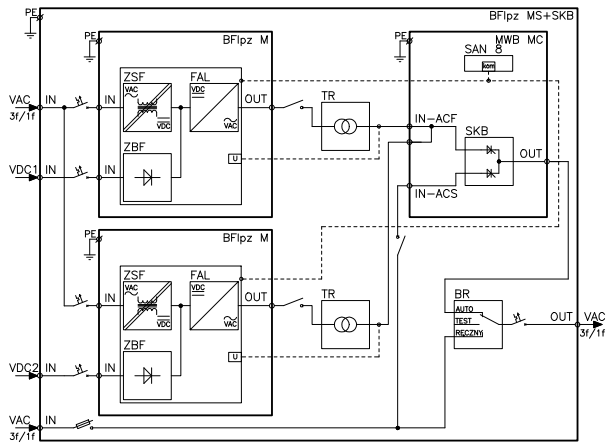 PE
BFIpz MS+SKB
PE
BFIpz M
PE
MWB MC
SAN 8
kom
ZSF
FAL
VAC
VDC
VDC
VAC
TR
VAC
3f/1f
IN
IN
OUT
IN-ACF
SKB
ZBF
U
OUT
VDC1
IN
IN
IN-ACS
PE
BFIpz M
ZSF
FAL
VAC
VDC
VDC
VAC
TR
IN
OUT
BR
AUTO
TEST
RĘCZNY
OUT
VAC
3f/1f
ZBF
U
VDC2
IN
IN
VAC
3f/1f
IN